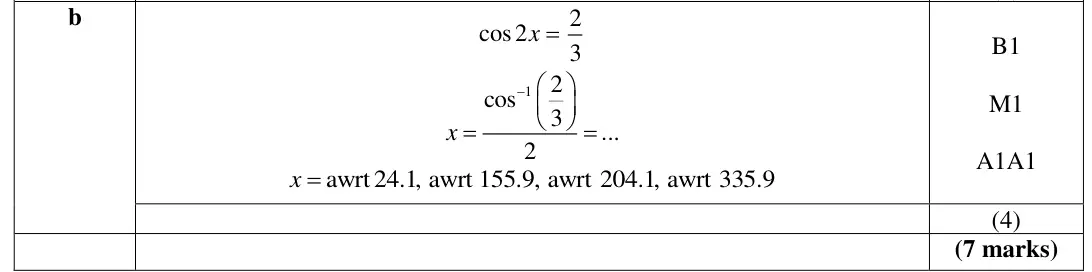 b
cos 2x = 2/3
B1
x = cos⁻¹(2/3)/2 = ...
M1
x = awrt 24.1, awrt 155.9, awrt 204.1, awrt 335.9
A1A1
(4)
(7 marks)